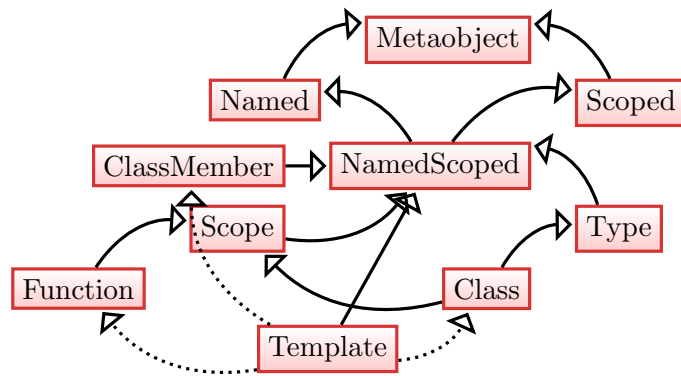 Metaobject
Named
Scoped
ClassMember
NamedScoped
Scope
Type
Function
Class
Template